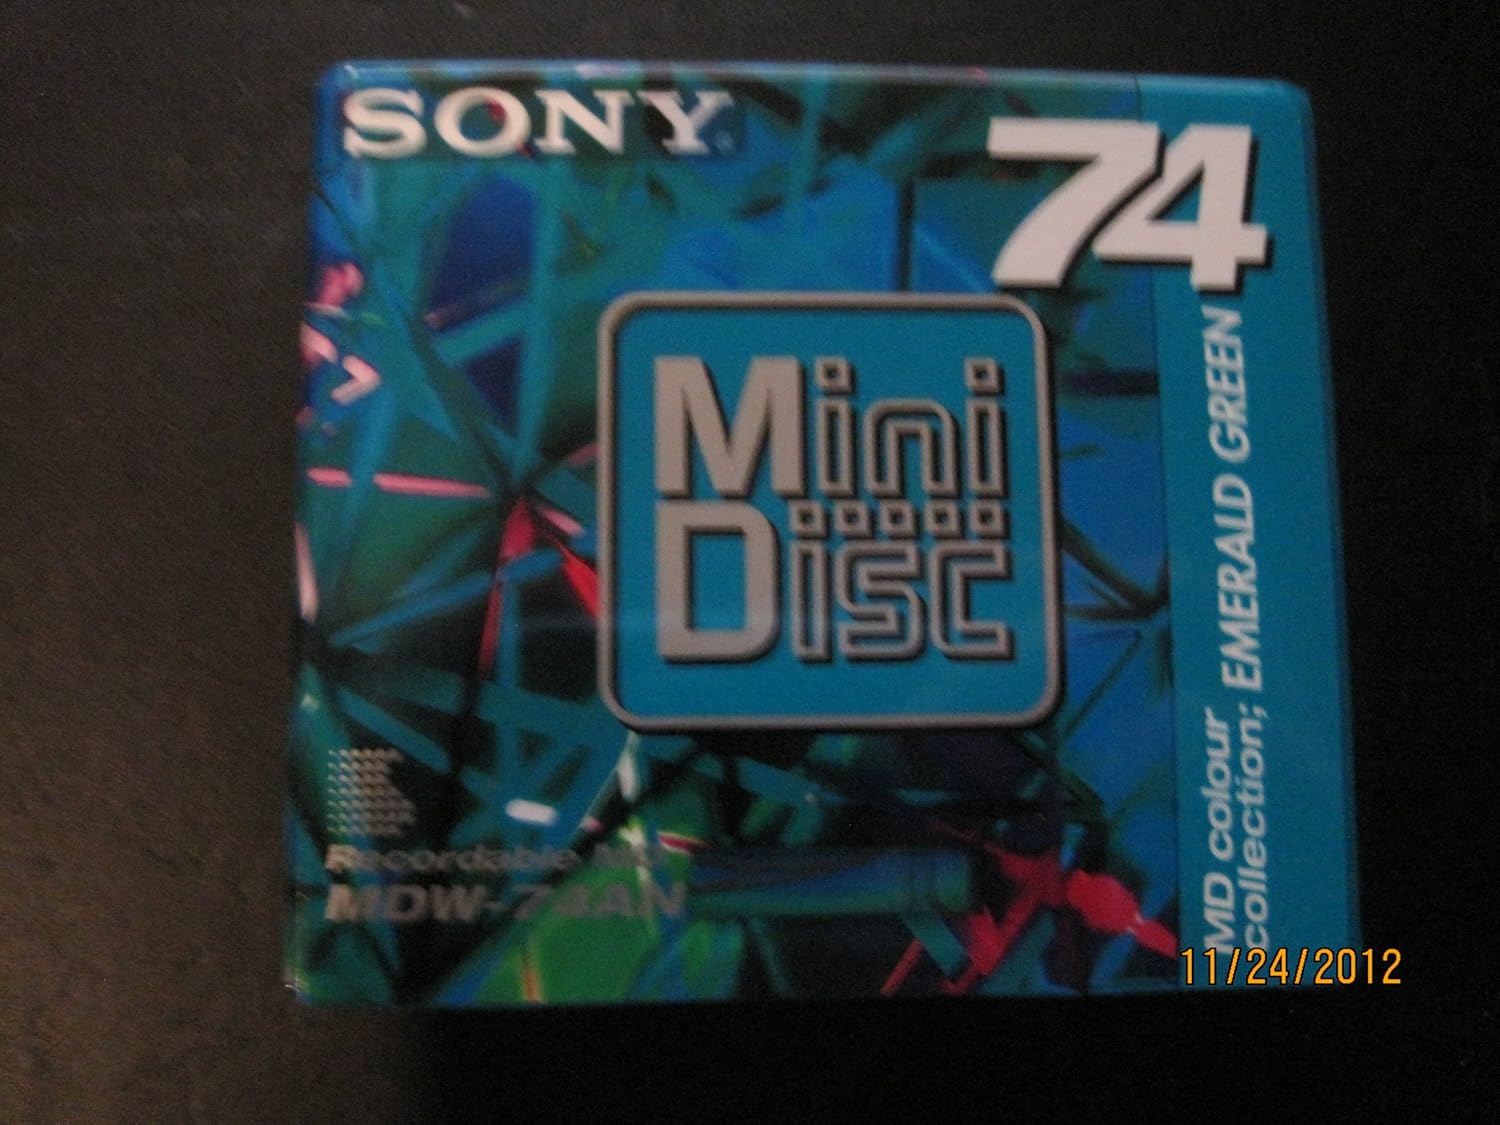 SONY
74
Mini
Disc
Recordable MD
MDW-74AN
MD colour
collection; EMERALD GREEN
11/24/2012